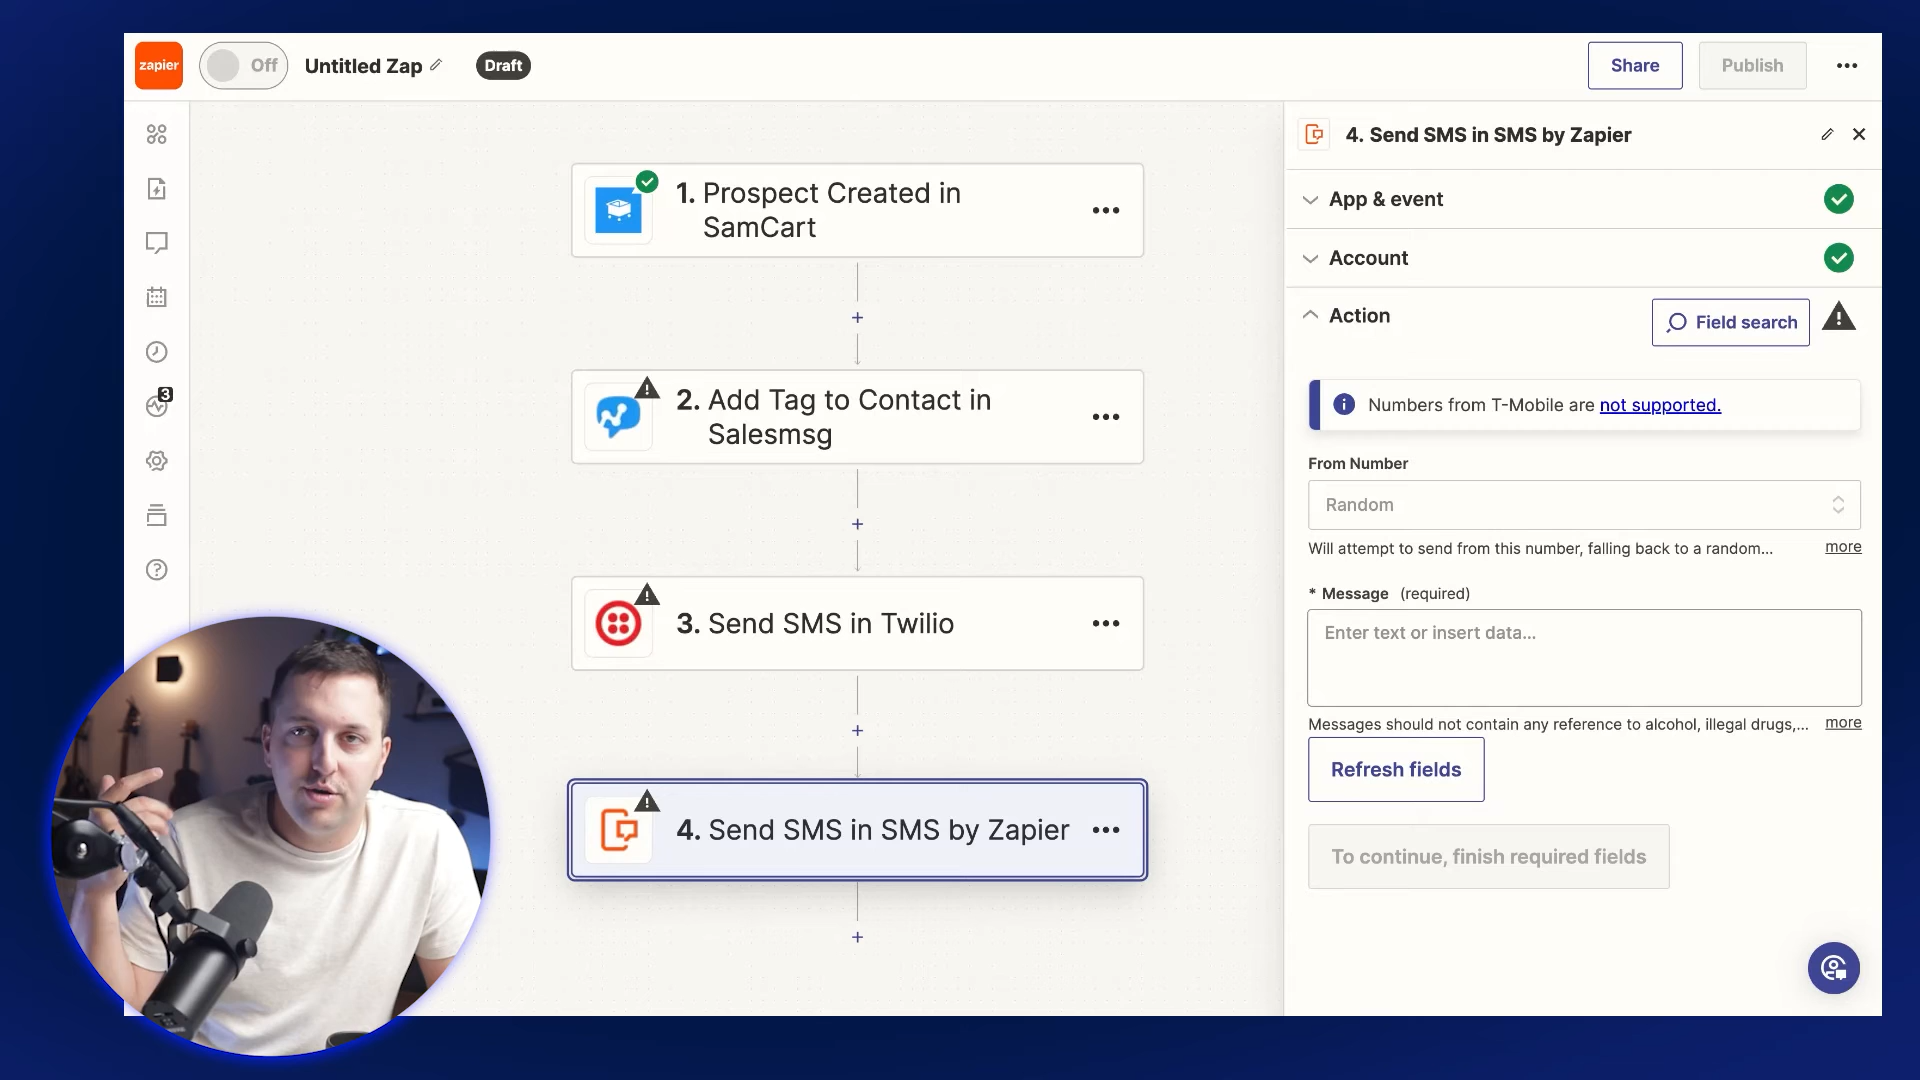 zapier
Off
Untitled Zap
Draft
Share
Publish
3
1. Prospect Created in
SamCart
2. Add Tag to Contact in
Salesmsg
3. Send SMS in Twilio
4. Send SMS in SMS by Zapier
4. Send SMS in SMS by Zapier
App & event
Account
Action
Field search
Numbers from T-Mobile are not supported.
From Number
Random
Will attempt to send from this number, falling back to a random... more
* Message (required)
Enter text or insert data...
Messages should not contain any reference to alcohol, illegal drugs,... more
Refresh fields
To continue, finish required fields